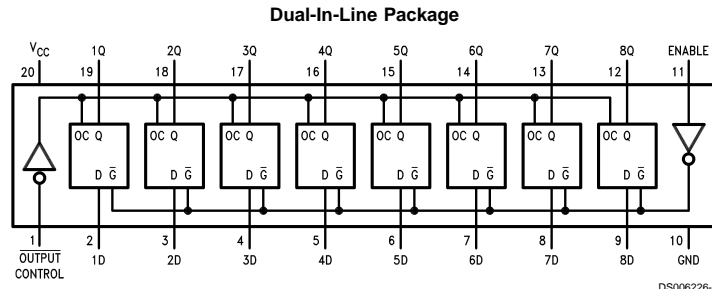 Dual-In-Line Package
V_CC 1Q 2Q 3Q 4Q 5Q 6Q 7Q 8Q ENABLE
20 19 18 17 16 15 14 13 12 11
OC Q OC Q OC Q OC Q OC Q OC Q OC Q OC Q
D G̅ D G̅ D G̅ D G̅ D G̅ D G̅ D G̅ D G̅
1 2 3 4 5 6 7 8 9 10
O̅U̅T̅P̅U̅T̅ 1D 2D 3D 4D 5D 6D 7D 8D GND
CONTROL
DS006226-